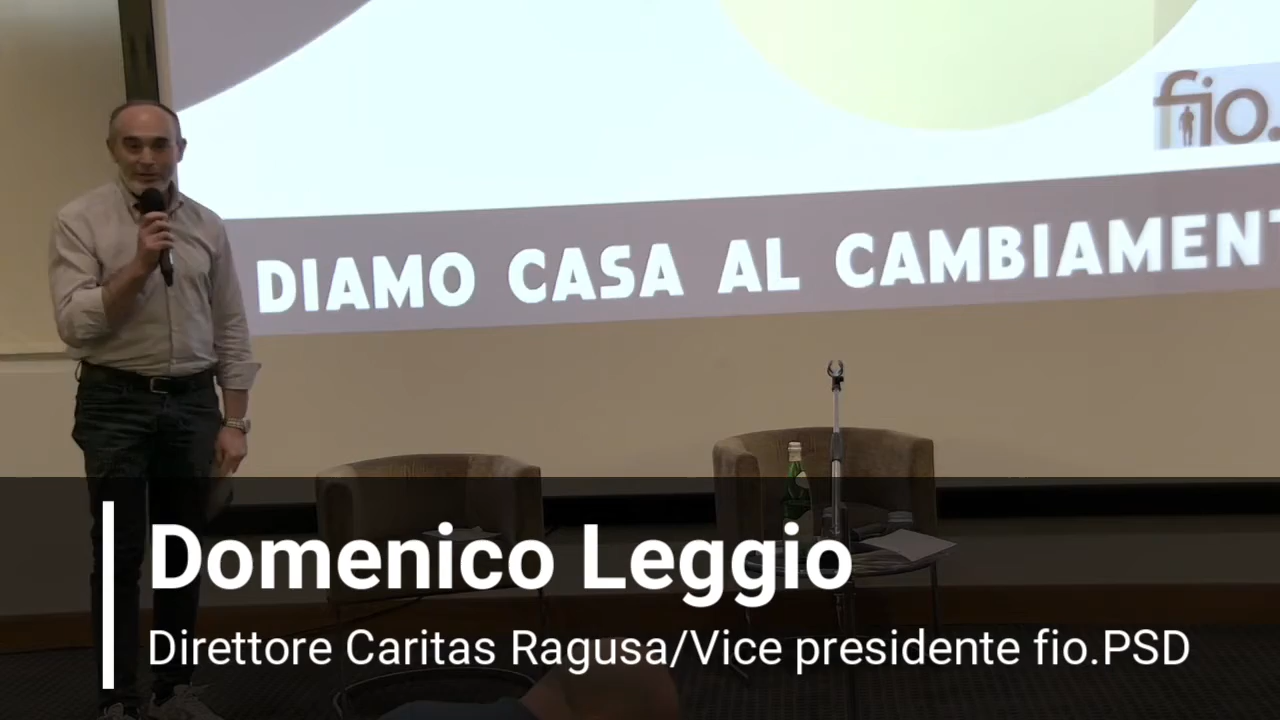 fio.
DIAMO CASA AL CAMBIAMENT
Domenico Leggio
Direttore Caritas Ragusa/Vice presidente fio.PSD